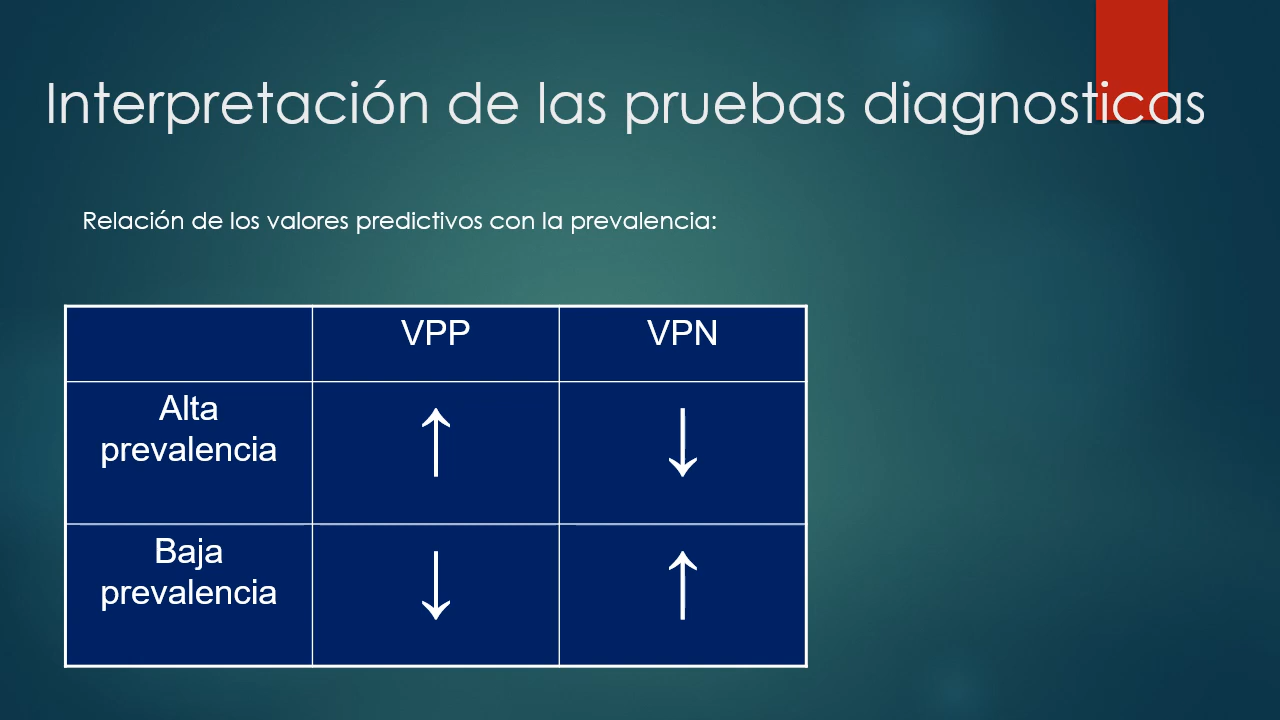 Interpretación de las pruebas diagnosticas
Relación de los valores predictivos con la prevalencia:
VPP VPN
Alta
prevalencia ↑ ↓
Baja
prevalencia ↓ ↑